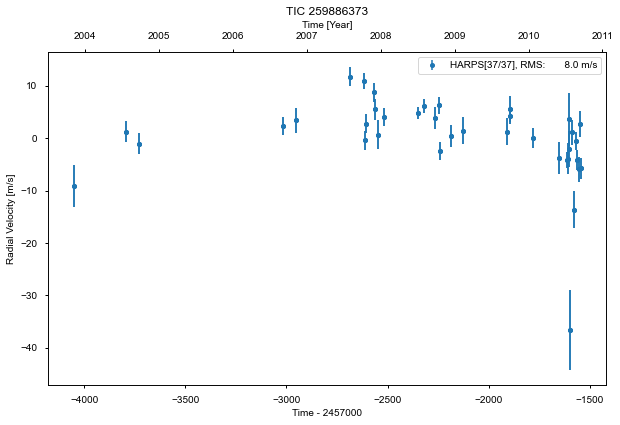 TIC 259886373
Time [Year]
2004 2005 2006 2007 2008 2009 2010 2011
HARPS[37/37], RMS: 8.0 m/s
Radial Velocity [m/s]
10
0
−10
−20
−30
−40
−4000 −3500 −3000 −2500 −2000 −1500
Time - 2457000